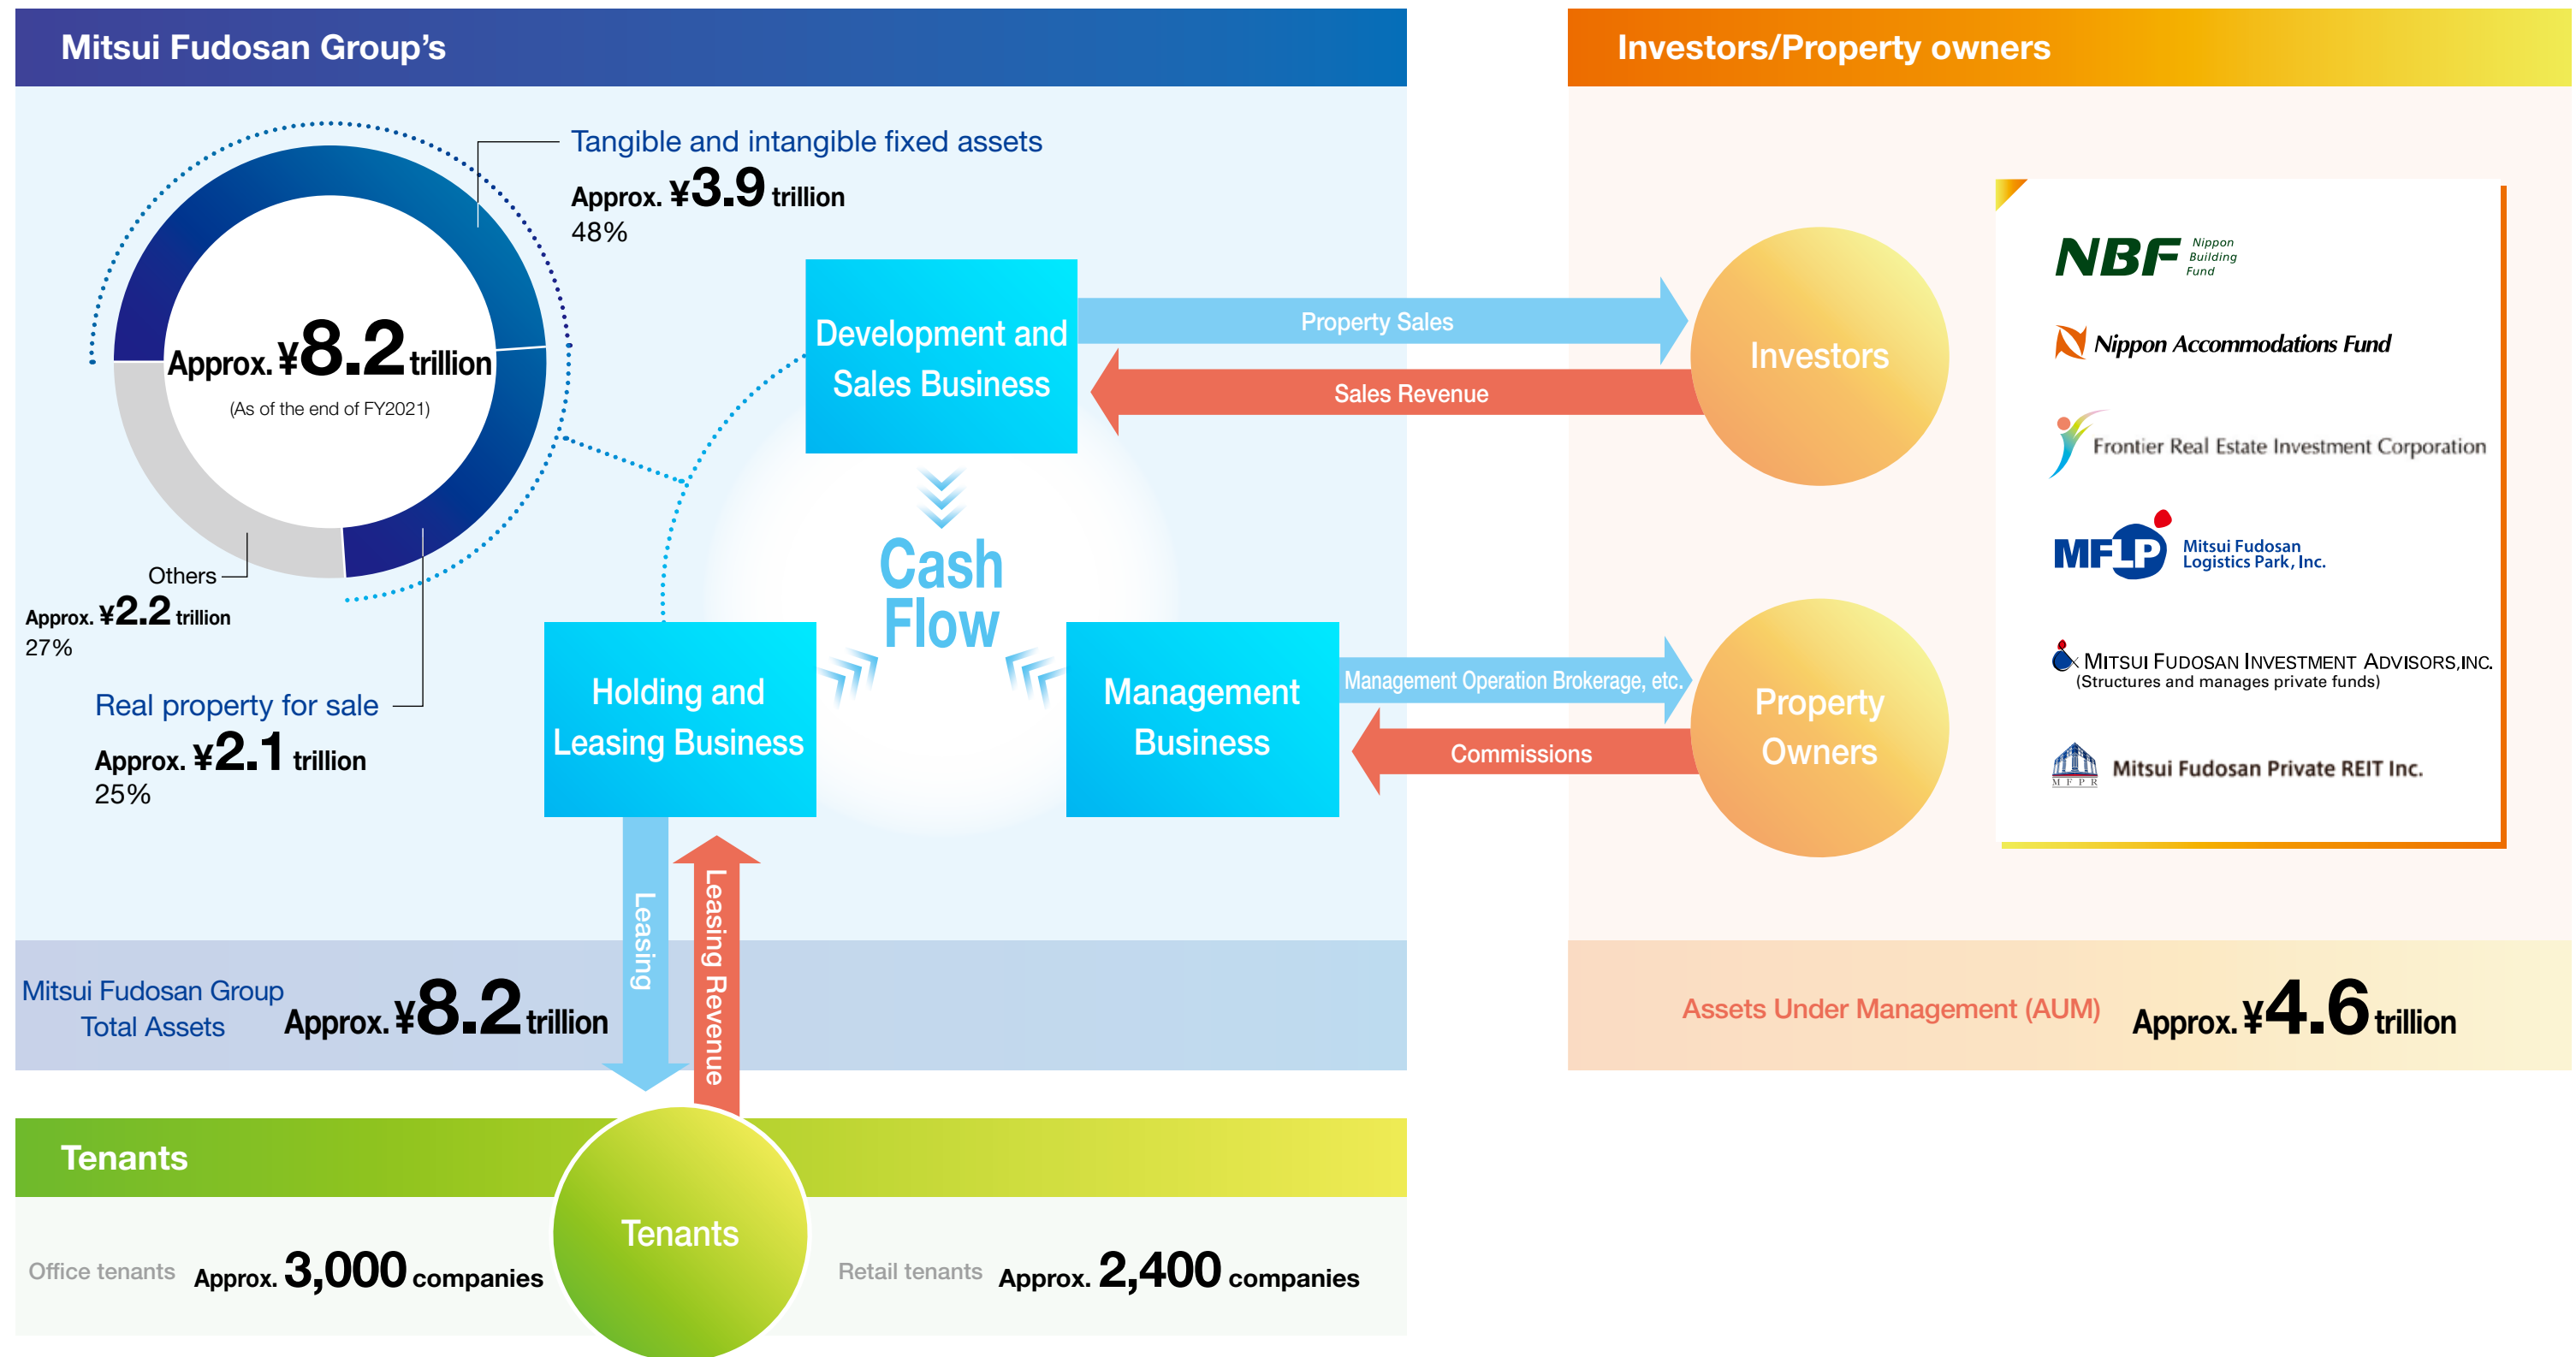 Mitsui Fudosan Group’s
Tangible and intangible fixed assets
Approx. ¥3.9 trillion
48%
Approx. ¥8.2 trillion
(As of the end of FY2021)
Others
Approx. ¥2.2 trillion
27%
Real property for sale
Approx. ¥2.1 trillion
25%
Development and
Sales Business
Cash
Flow
Holding and
Leasing Business
Management
Business
Property Sales
Sales Revenue
Management Operation Brokerage, etc.
Commissions
Leasing
Leasing Revenue
Mitsui Fudosan Group
Total Assets
Approx. ¥8.2 trillion
Investors/Property owners
Investors
Property
Owners
NBF
Nippon
Building
Fund
Nippon Accommodations Fund
Frontier Real Estate Investment Corporation
MFLP
Mitsui Fudosan
Logistics Park, Inc.
MITSUI FUDOSAN INVESTMENT ADVISORS,INC.
(Structures and manages private funds)
MFPR
Mitsui Fudosan Private REIT Inc.
Assets Under Management (AUM)
Approx. ¥4.6 trillion
Tenants
Tenants
Office tenants Approx. 3,000 companies
Retail tenants Approx. 2,400 companies